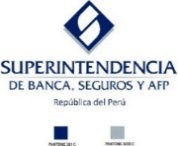 SUPERINTENDENCIA
DE BANCA, SEGUROS Y AFP
República del Perú